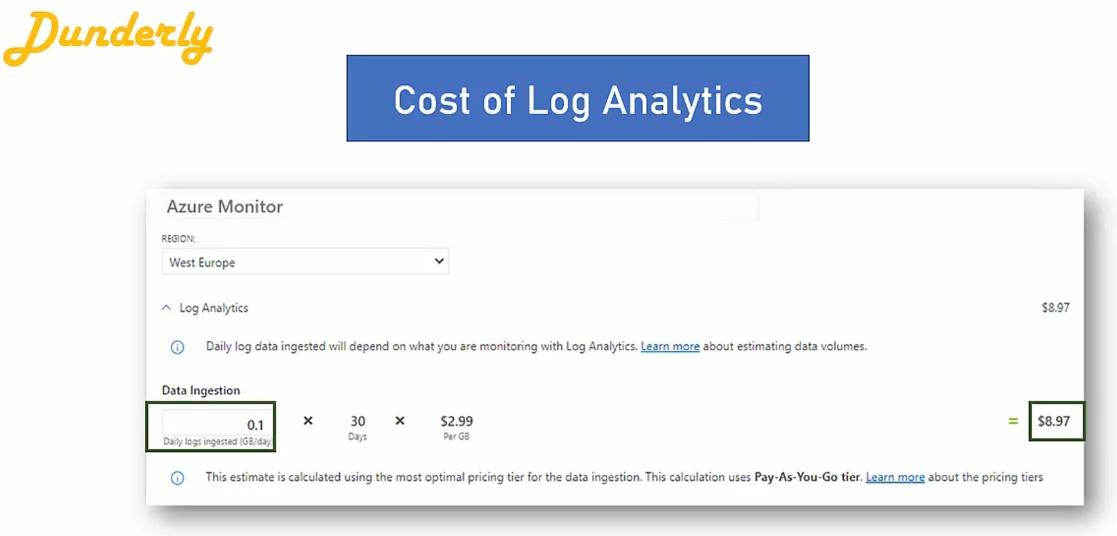 Dunderly
Cost of Log Analytics
Azure Monitor
REGION:
West Europe
Log Analytics $8.97
Daily log data ingested will depend on what you are monitoring with Log Analytics. Learn more about estimating data volumes.
Data Ingestion
0.1 × 30 × $2.99 = $8.97
Daily logs ingested (GB/day) Days Per GB
This estimate is calculated using the most optimal pricing tier for the data ingestion. This calculation uses Pay-As-You-Go tier. Learn more about the pricing tiers